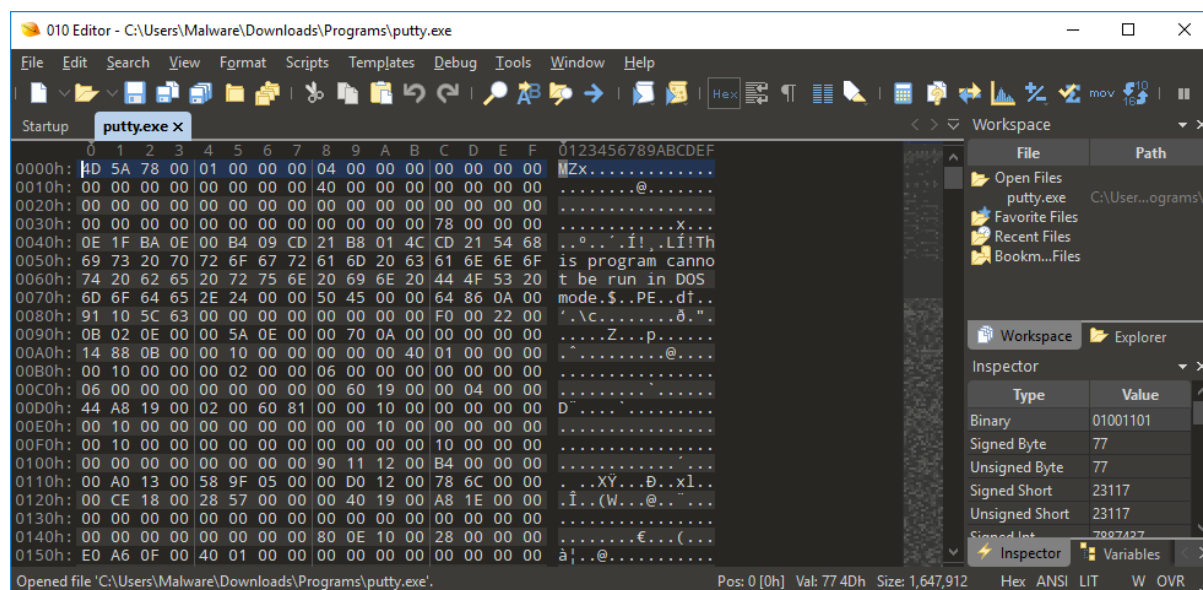 010 Editor - C:\Users\Malware\Downloads\Programs\putty.exe
File Edit Search View Format Scripts Templates Debug Tools Window Help
Hex
mov
Startup putty.exe ×
Workspace
0 1 2 3 4 5 6 7 8 9 A B C D E F 0123456789ABCDEF
0000h: 4D 5A 78 00 01 00 00 00 04 00 00 00 00 00 00 00 MZx.............
0010h: 00 00 00 00 00 00 00 00 40 00 00 00 00 00 00 00 ........@.......
0020h: 00 00 00 00 00 00 00 00 00 00 00 00 00 00 00 00 ................
0030h: 00 00 00 00 00 00 00 00 00 00 00 00 78 00 00 00 ............x...
0040h: 0E 1F BA 0E 00 B4 09 CD 21 B8 01 4C CD 21 54 68 ..º..´.Í!¸.LÍ!Th
0050h: 69 73 20 70 72 6F 67 72 61 6D 20 63 61 6E 6E 6F is program canno
0060h: 74 20 62 65 20 72 75 6E 20 69 6E 20 44 4F 53 20 t be run in DOS
0070h: 6D 6F 64 65 2E 24 00 00 50 45 00 00 64 86 0A 00 mode.$..PE..d†..
0080h: 91 10 5C 63 00 00 00 00 00 00 00 00 F0 00 22 00 ‘.\c........ð.".
0090h: 0B 02 0E 00 00 5A 0E 00 00 70 0A 00 00 00 00 00 .....Z...p......
00A0h: 14 88 0B 00 00 10 00 00 00 00 00 40 01 00 00 00 .ˆ.........@....
00B0h: 00 10 00 00 00 02 00 00 06 00 00 00 00 00 00 00 ................
00C0h: 06 00 00 00 00 00 00 00 00 60 19 00 00 04 00 00 .........`......
00D0h: 44 A8 19 00 02 00 60 81 00 00 10 00 00 00 00 00 D¨....`.........
00E0h: 00 10 00 00 00 00 00 00 00 00 10 00 00 00 00 00 ................
00F0h: 00 10 00 00 00 00 00 00 00 00 00 00 10 00 00 00 ................
0100h: 00 00 00 00 00 00 00 00 90 11 12 00 B4 00 00 00 ............´...
0110h: 00 A0 13 00 58 9F 05 00 00 D0 12 00 78 6C 00 00 . ..XŸ...Ð..xl..
0120h: 00 CE 18 00 28 57 00 00 00 40 19 00 A8 1E 00 00 .Î..(W...@..¨...
0130h: 00 00 00 00 00 00 00 00 00 00 00 00 00 00 00 00 ................
0140h: 00 00 00 00 00 00 00 00 80 0E 10 00 28 00 00 00 ........€...(...
0150h: E0 A6 0F 00 40 01 00 00 00 00 00 00 00 00 00 00 à¦..@...........
File Path
Open Files
putty.exe C:\User...ograms\
Favorite Files
Recent Files
Bookm...Files
Workspace Explorer
Inspector
Type Value
Binary 01001101
Signed Byte 77
Unsigned Byte 77
Signed Short 23117
Unsigned Short 23117
Signed Int 7887437
Inspector Variables
Opened file 'C:\Users\Malware\Downloads\Programs\putty.exe'. Pos: 0 [0h] Val: 77 4Dh Size: 1,647,912 Hex ANSI LIT W OVR